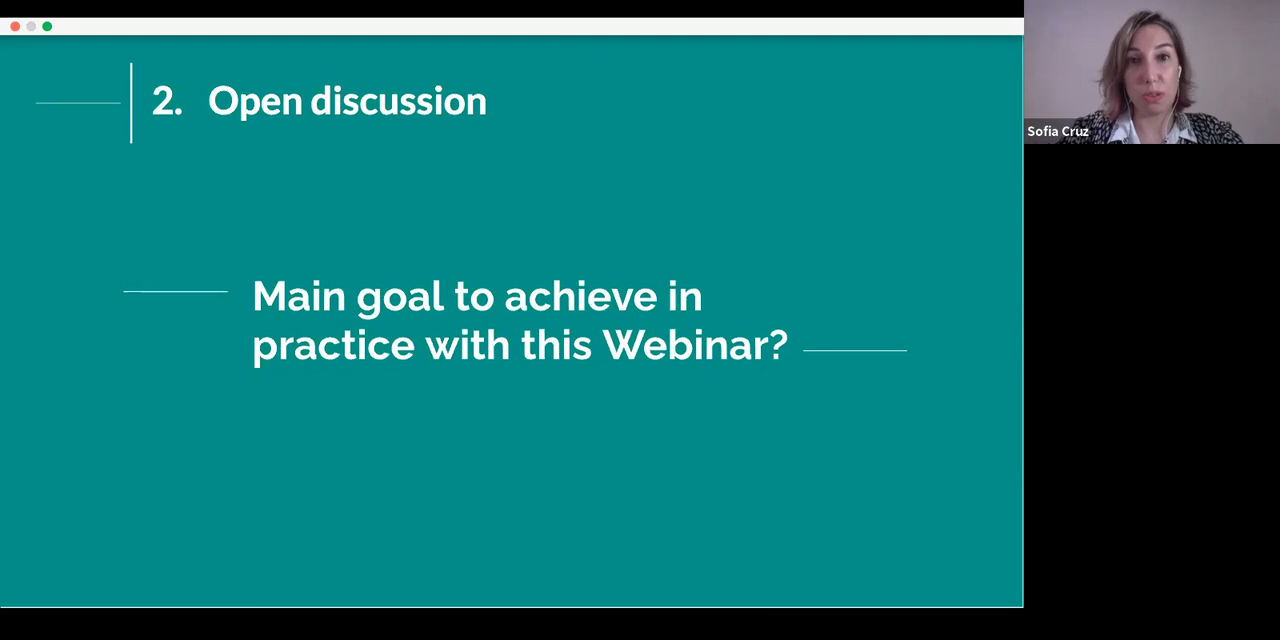 2. Open discussion
Main goal to achieve in
practice with this Webinar?
Sofia Cruz